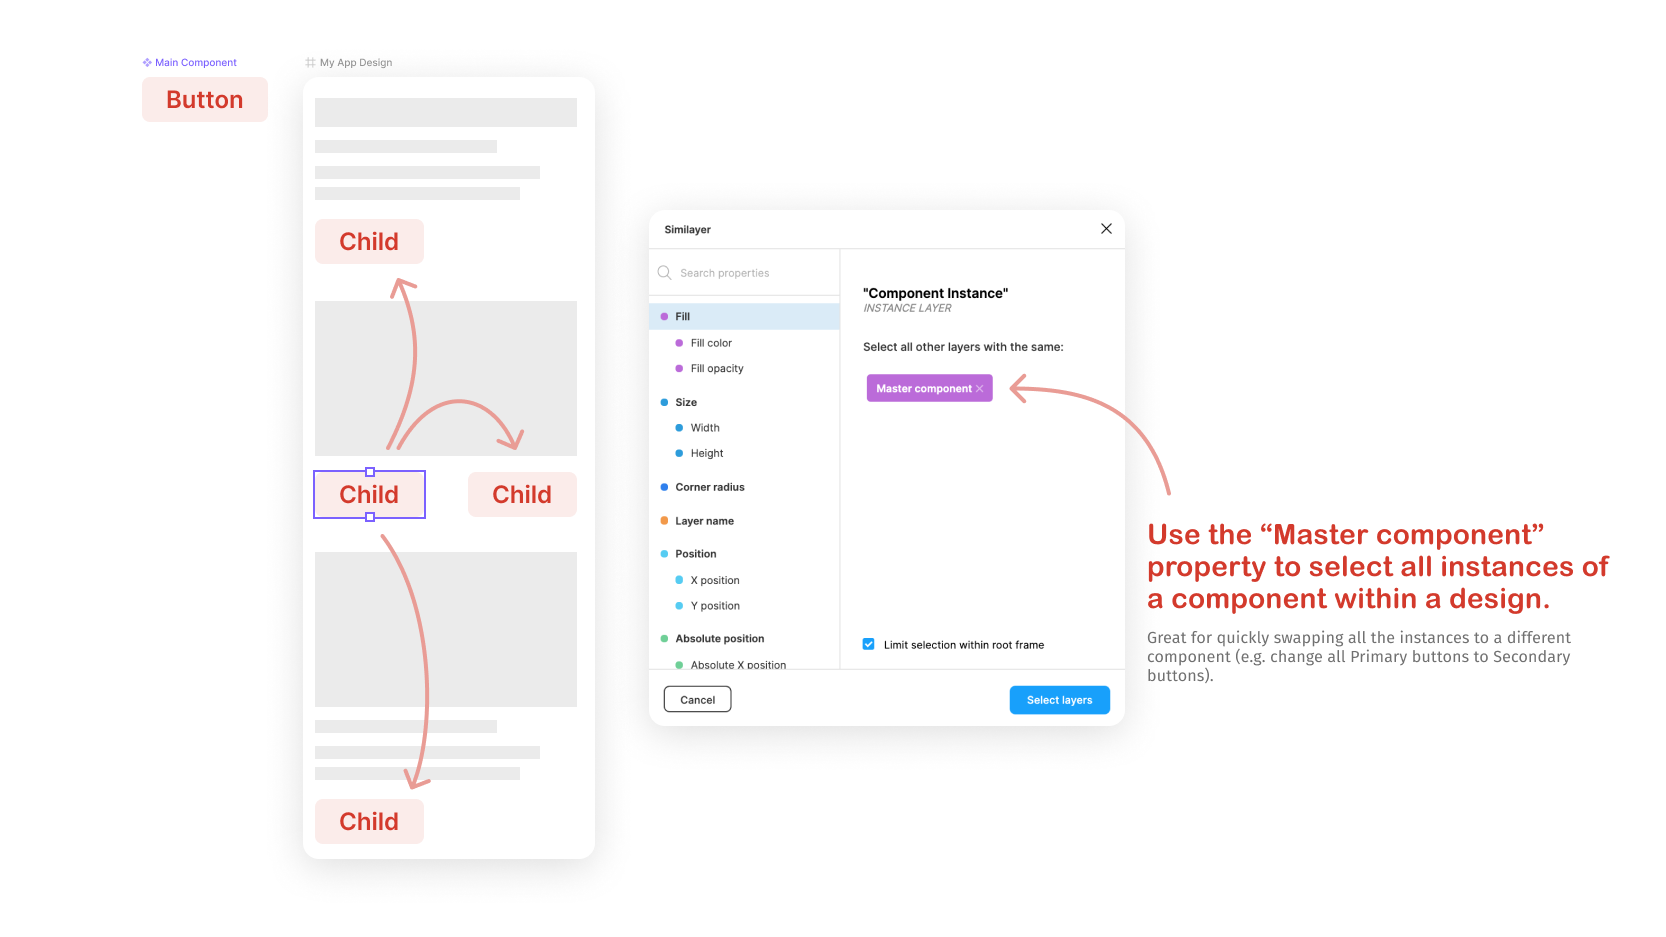 Main Component
My App Design
Button
Child
Child
Child
Child
Similayer
Search properties
Fill
Fill color
Fill opacity
Size
Width
Height
Corner radius
Layer name
Position
X position
Y position
Absolute position
Absolute X position
"Component Instance"
INSTANCE LAYER
Select all other layers with the same:
Master component
Limit selection within root frame
Cancel
Select layers
Use the “Master component”
property to select all instances of
a component within a design.
Great for quickly swapping all the instances to a different
component (e.g. change all Primary buttons to Secondary
buttons).